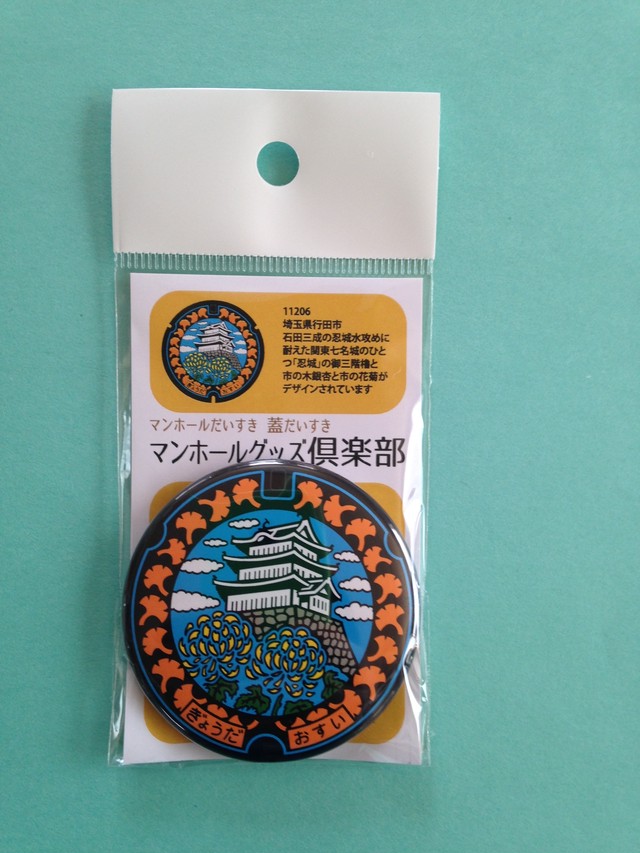 11206
埼玉県行田市
石田三成の忍城水攻めに
耐えた関東七名城のひと
つ「忍城」の御三階櫓と
市の木銀杏と市の花菊が
デザインされています
マンホールだいすき 蓋だいすき
マンホールグッズ倶楽部
ぎょうだ
おすい